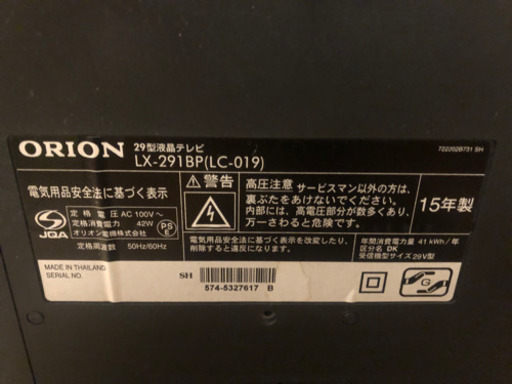 ORION
29型液晶テレビ
LX-291BP(LC-019)
722202B731 SH
電気用品安全法に基づく表示
JQA
定格電圧 AC 100V~
定格消費電力 42W
オリオン電機株式会社
定格周波数 50Hz/60Hz
PS
警告
高圧注意 サービスマン以外の方は、
裏ぶたをあけないでください。
内部には、高電圧部分が数多くあり、
万一さわると危険です。
電気用品安全法に基づく表示を改変したり、
削除すると違反になります。
15年製
年間消費電力量 41 kWh/年
区分名 DK
受信機型サイズ 29V型
MADE IN THAILAND
SERIAL NO.
SH
574-5327617 B
G